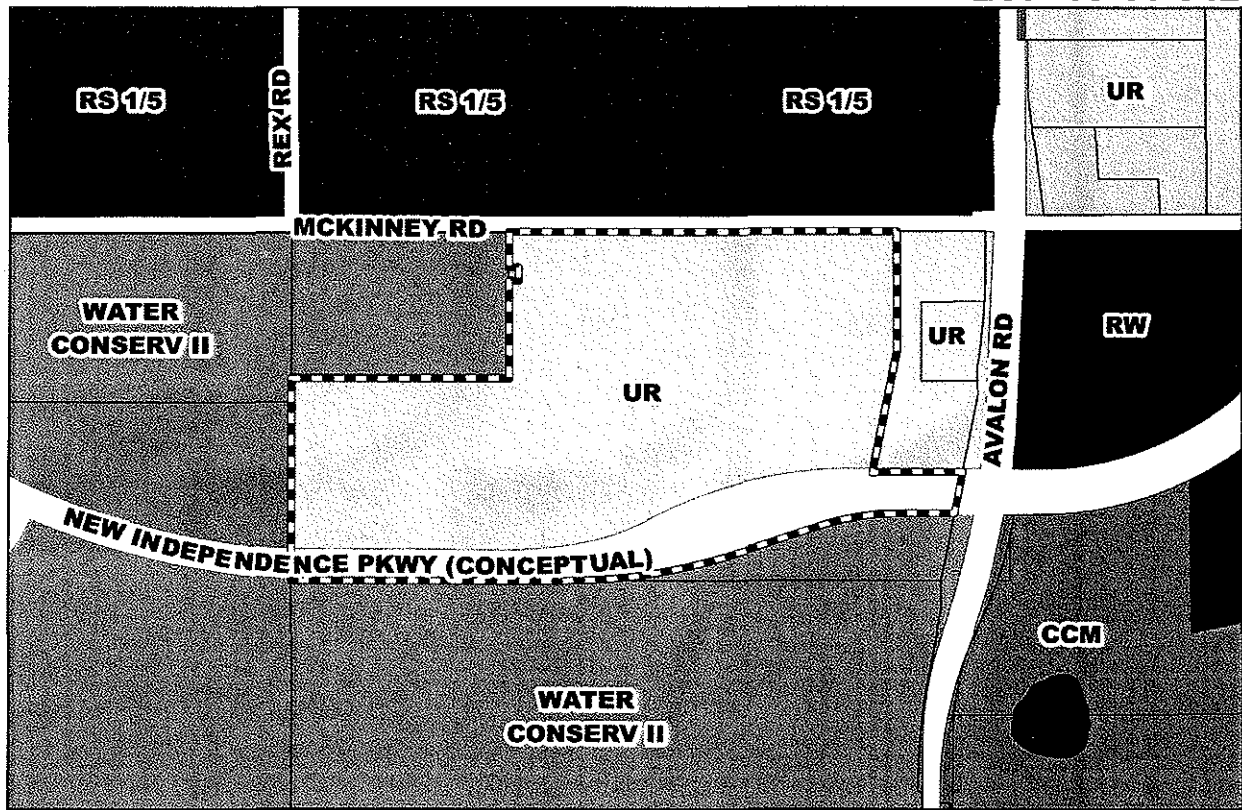 RS 1/5
REX RD
RS 1/5
RS 1/5
UR
MCKINNEY RD
WATER
CONSERV II
UR
UR
AVALON RD
RW
NEW INDEPENDENCE PKWY (CONCEPTUAL)
CCM
WATER
CONSERV II